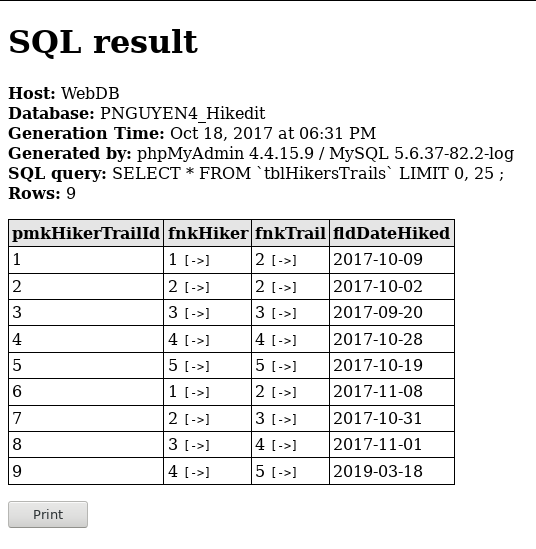 SQL result
Host: WebDB
Database: PNGUYEN4_Hikedit
Generation Time: Oct 18, 2017 at 06:31 PM
Generated by: phpMyAdmin 4.4.15.9 / MySQL 5.6.37-82.2-log
SQL query: SELECT * FROM `tblHikersTrails` LIMIT 0, 25 ;
Rows: 9
pmkHikerTrailId fnkHiker fnkTrail fldDateHiked
1 1 [->] 2 [->] 2017-10-09
2 2 [->] 2 [->] 2017-10-02
3 3 [->] 3 [->] 2017-09-20
4 4 [->] 4 [->] 2017-10-28
5 5 [->] 5 [->] 2017-10-19
6 1 [->] 2 [->] 2017-11-08
7 2 [->] 3 [->] 2017-10-31
8 3 [->] 4 [->] 2017-11-01
9 4 [->] 5 [->] 2019-03-18
Print